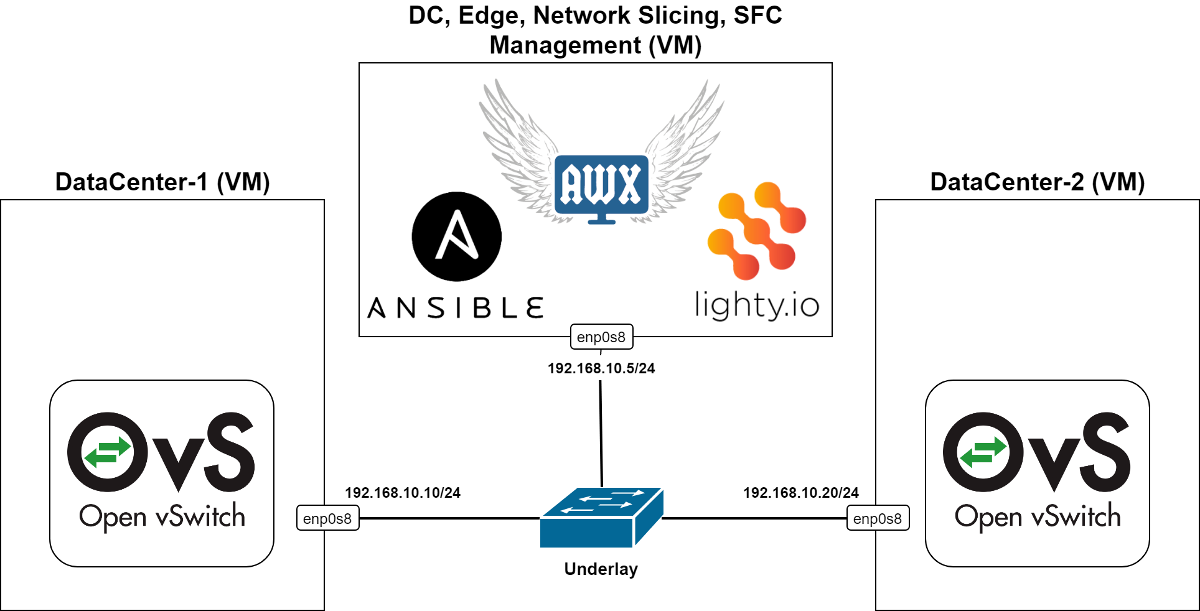 DC, Edge, Network Slicing, SFC
Management (VM)
AWX
ANSIBLE
lighty.io
enp0s8
192.168.10.5/24
DataCenter-1 (VM)
OvS
Open vSwitch
enp0s8
192.168.10.10/24
Underlay
DataCenter-2 (VM)
192.168.10.20/24
enp0s8
OvS
Open vSwitch